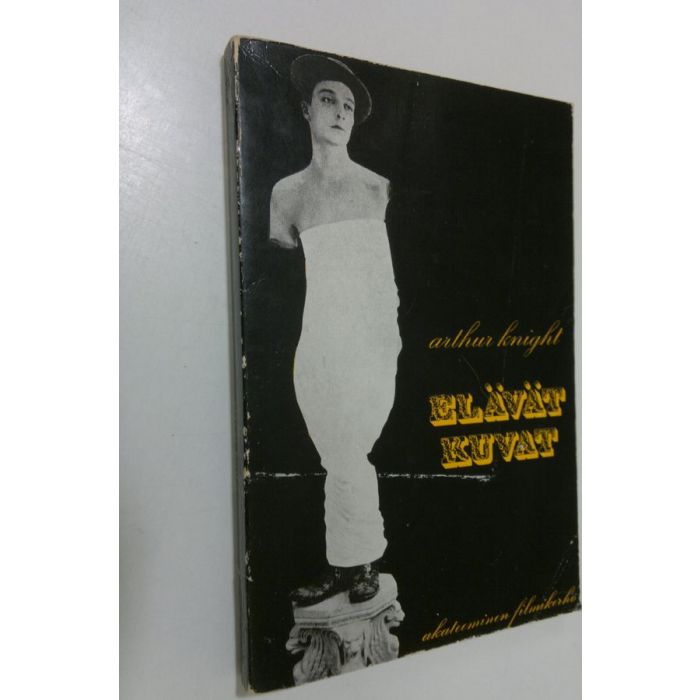 arthur knight
ELÄVÄT
KUVAT
akateeminen filmikerho